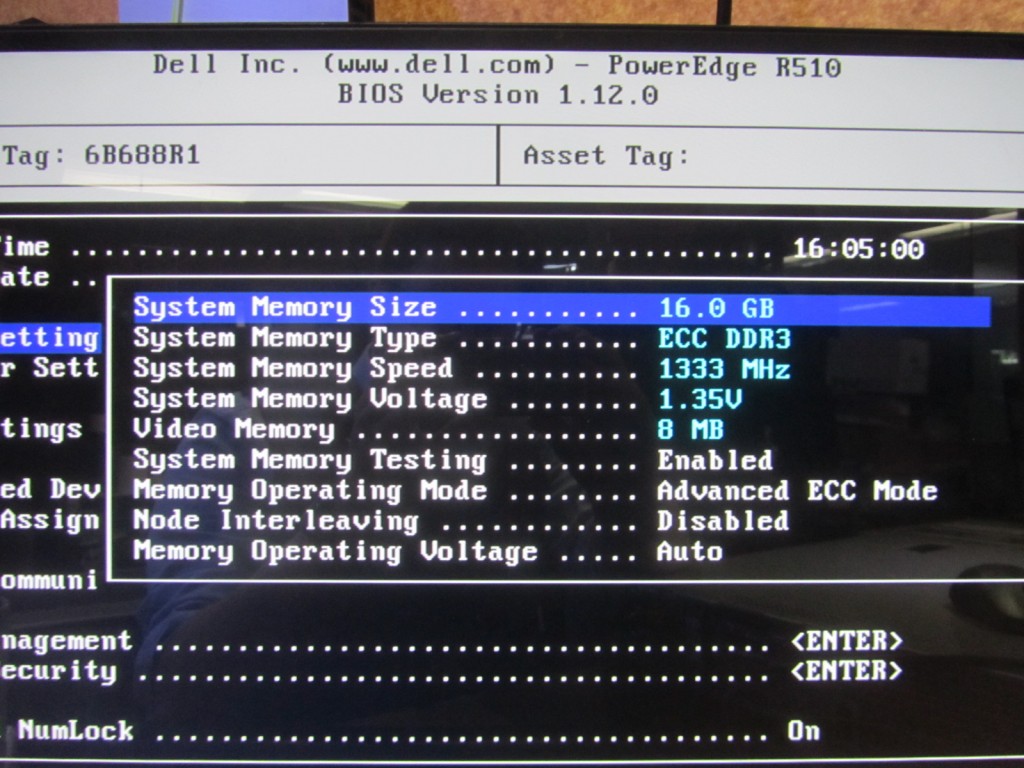 Dell Inc. (www.dell.com) - PowerEdge R510
BIOS Version 1.12.0
Tag: 6B688R1
Asset Tag:
ime ........................................... 16:05:00
ate ..
System Memory Size ........... 16.0 GB
etting
System Memory Type ........... ECC DDR3
r Sett
System Memory Speed .......... 1333 MHz
System Memory Voltage ........ 1.35V
tings
Video Memory ................. 8 MB
System Memory Testing ........ Enabled
ed Dev
Memory Operating Mode ........ Advanced ECC Mode
Assign
Node Interleaving ............ Disabled
Memory Operating Voltage ..... Auto
ommuni
nagement ...................................... <ENTER>
ecurity ....................................... <ENTER>
NumLock ...................................... On